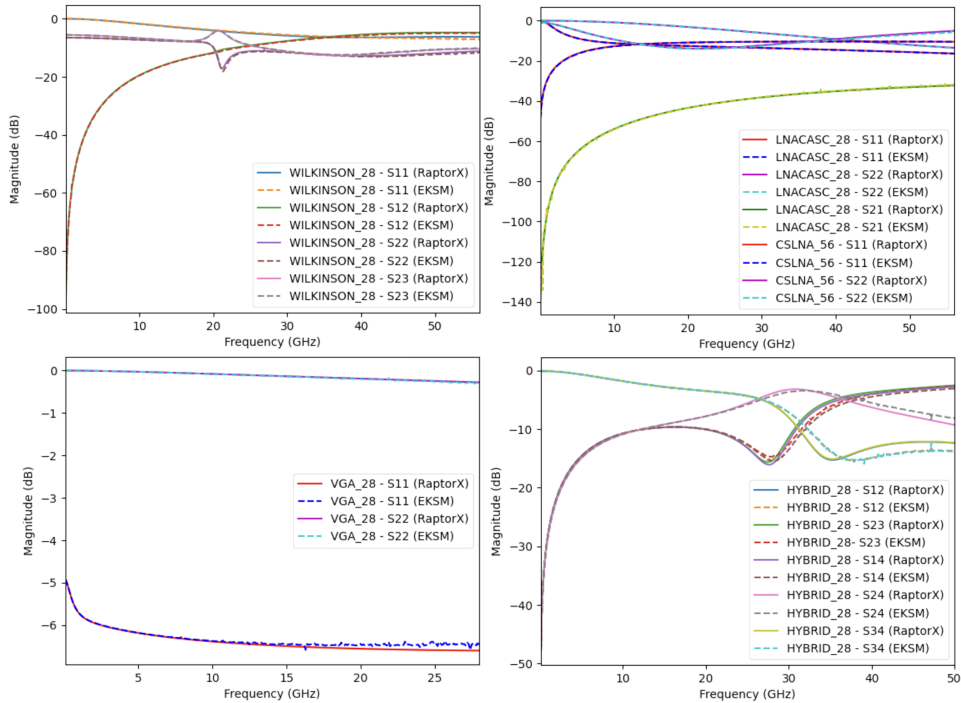 0
−20
−40
−60
−80
−100
Magnitude (dB)
10
20
30
40
50
Frequency (GHz)
WILKINSON_28 - S11 (RaptorX)
WILKINSON_28 - S11 (EKSM)
WILKINSON_28 - S12 (RaptorX)
WILKINSON_28 - S12 (EKSM)
WILKINSON_28 - S22 (RaptorX)
WILKINSON_28 - S22 (EKSM)
WILKINSON_28 - S23 (RaptorX)
WILKINSON_28 - S23 (EKSM)
0
−20
−40
−60
−80
−100
−120
−140
Magnitude (dB)
10
20
30
40
50
Frequency (GHz)
LNACASC_28 - S11 (RaptorX)
LNACASC_28 - S11 (EKSM)
LNACASC_28 - S22 (RaptorX)
LNACASC_28 - S22 (EKSM)
LNACASC_28 - S21 (RaptorX)
LNACASC_28 - S21 (EKSM)
CSLNA_56 - S11 (RaptorX)
CSLNA_56 - S11 (EKSM)
CSLNA_56 - S22 (RaptorX)
CSLNA_56 - S22 (EKSM)
0
−1
−2
−3
−4
−5
−6
Magnitude (dB)
5
10
15
20
25
Frequency (GHz)
VGA_28 - S11 (RaptorX)
VGA_28 - S11 (EKSM)
VGA_28 - S22 (RaptorX)
VGA_28 - S22 (EKSM)
0
−10
−20
−30
−40
−50
Magnitude (dB)
10
20
30
40
50
Frequency (GHz)
HYBRID_28 - S12 (RaptorX)
HYBRID_28 - S12 (EKSM)
HYBRID_28 - S23 (RaptorX)
HYBRID_28- S23 (EKSM)
HYBRID_28 - S14 (RaptorX)
HYBRID_28 - S14 (EKSM)
HYBRID_28 - S24 (RaptorX)
HYBRID_28 - S24 (EKSM)
HYBRID_28 - S34 (RaptorX)
HYBRID_28 - S34 (EKSM)